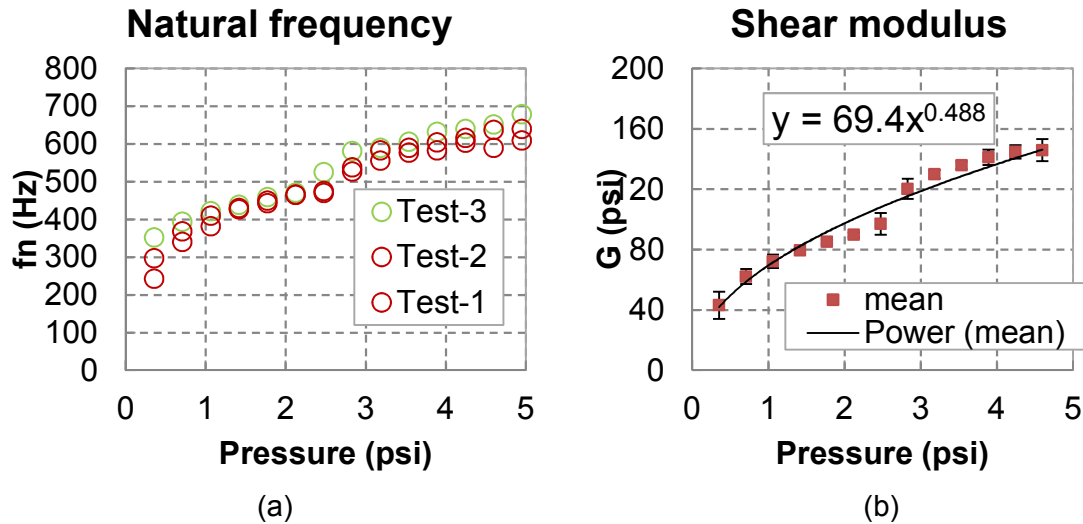 Natural frequency
fn (Hz)
800
700
600
500
400
300
200
100
0
Test-3
Test-2
Test-1
0 1 2 3 4 5
Pressure (psi)
(a)
Shear modulus
G (psi)
200
160
120
80
40
0
y = 69.4x^0.488
mean
Power (mean)
0 1 2 3 4 5
Pressure (psi)
(b)